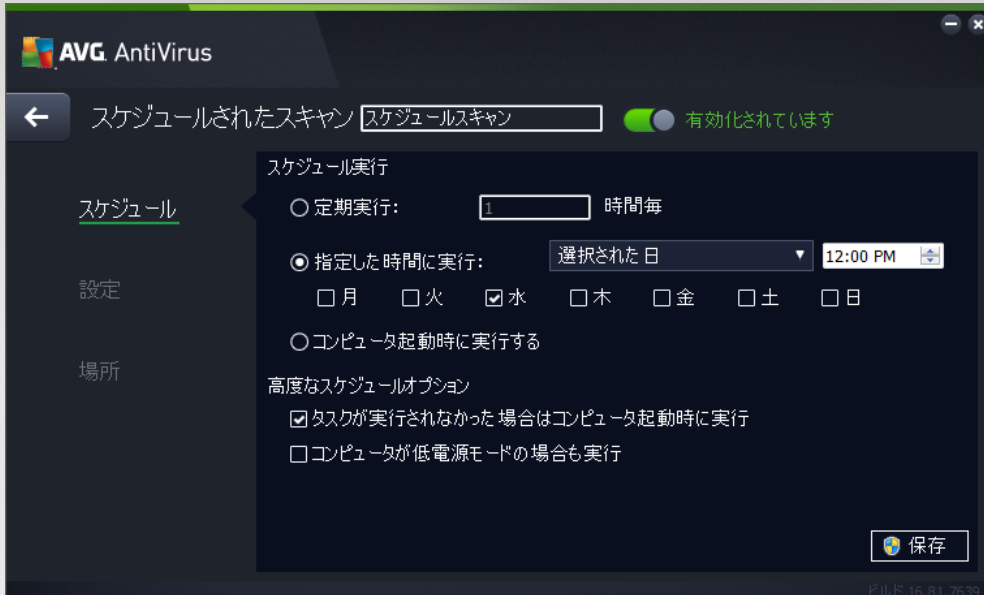 AVG. AntiVirus
スケジュールされたスキャン スケジュールスキャン 有効化されています
スケジュール
設定
場所
スケジュール実行
定期実行: 1 時間毎
指定した時間に実行: 選択された日 12:00 PM
月 火 水 木 金 土 日
コンピュータ起動時に実行する
高度なスケジュールオプション
タスクが実行されなかった場合はコンピュータ起動時に実行
コンピュータが低電源モードの場合も実行
保存
ビルド 16.81.7639